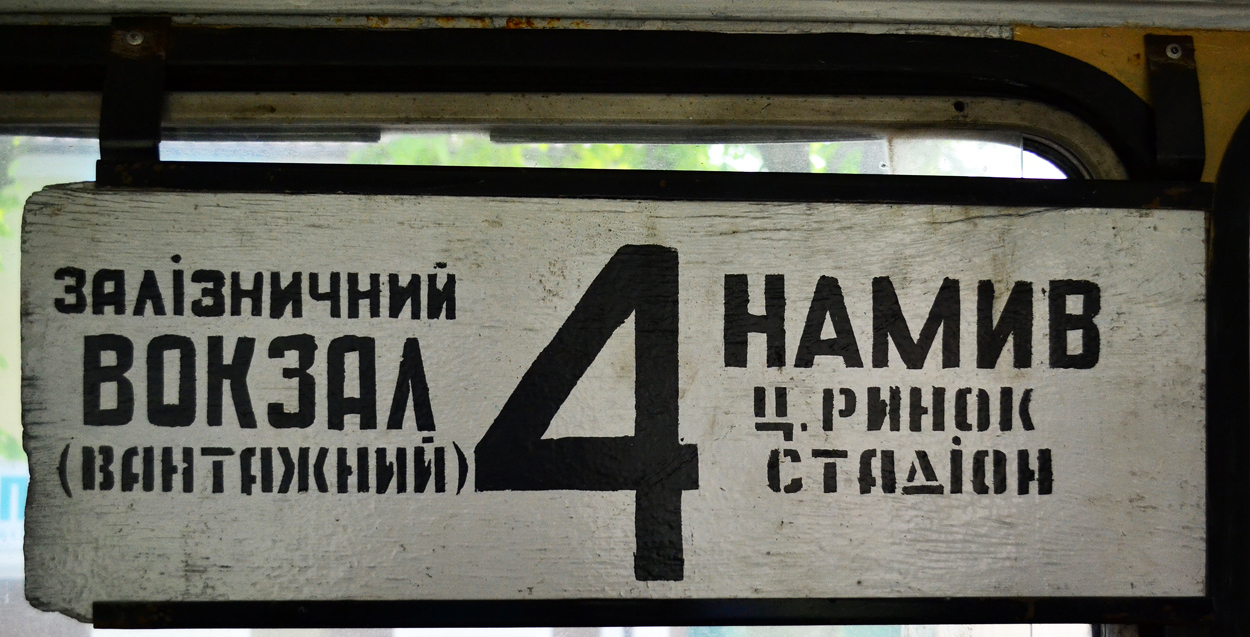 ЗАЛІЗНИЧНИЙ
ВОКЗАЛ
(ВАНТАЖНИЙ)
4
НАМИВ
Ц. РИНОК
СТАДІОН